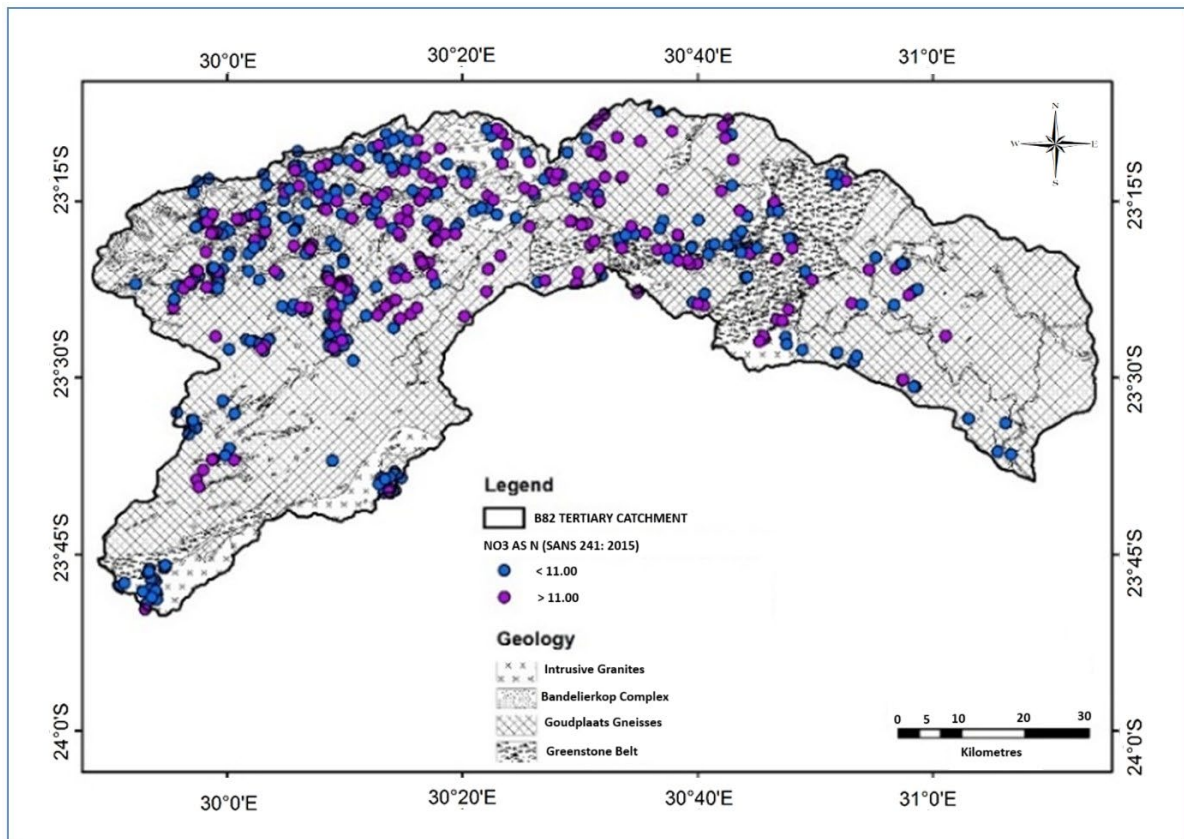 30°0'E 30°20'E 30°40'E 31°0'E
N
W E
S
23°15'S 23°15'S
23°30'S 23°30'S
23°45'S 23°45'S
24°0'S 24°0'S
Legend
B82 TERTIARY CATCHMENT
NO3 AS N (SANS 241: 2015)
< 11.00
> 11.00
Geology
Intrusive Granites
Bandelierkop Complex
Goudplaats Gneisses
Greenstone Belt
0 5 10 20 30
Kilometres
30°0'E 30°20'E 30°40'E 31°0'E